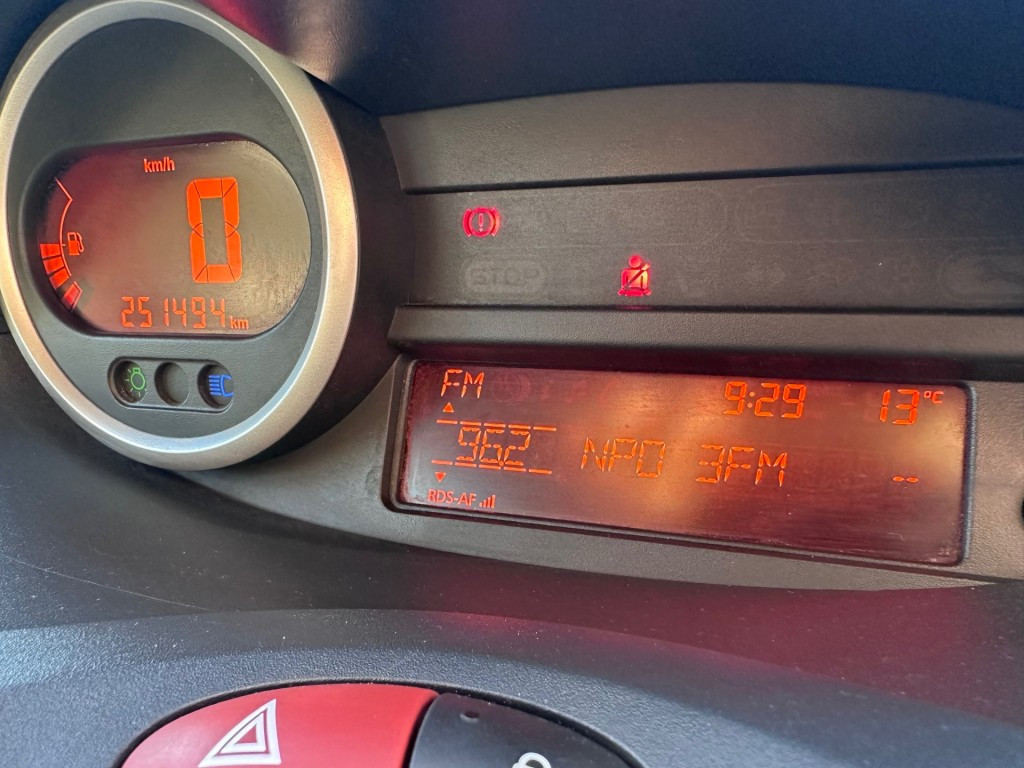 km/h
0
251494 km
STOP
FM 9:29 13°C
962 NPO 3FM --
RDS-AF